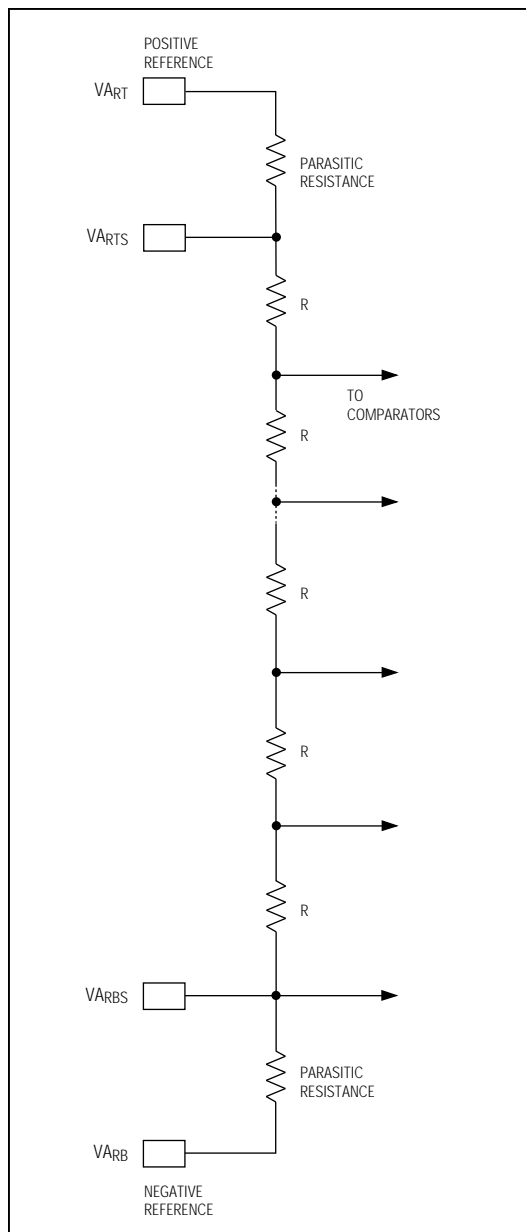 POSITIVE
REFERENCE
VART
PARASITIC
RESISTANCE
VARTS
R
TO
COMPARATORS
R
R
R
R
VARBS
PARASITIC
RESISTANCE
VARB
NEGATIVE
REFERENCE